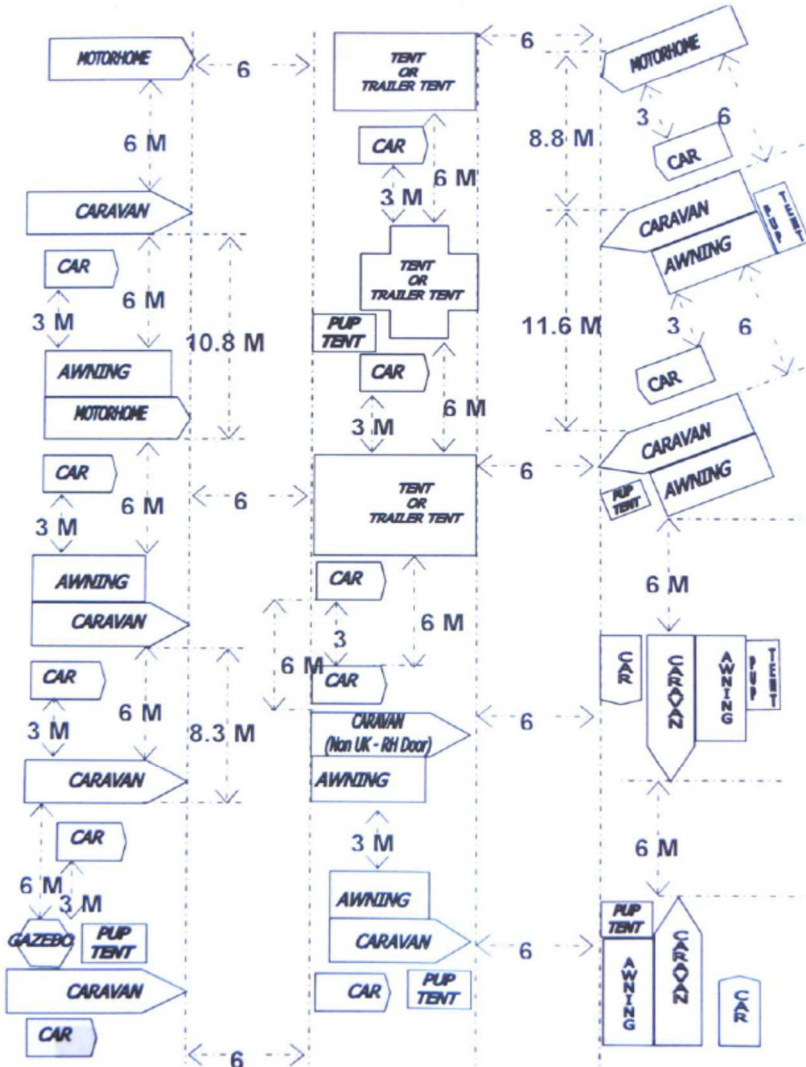 MOTORHOME
6
6 M
CARAVAN
CAR
6 M
3 M
10.8 M
AWNING
MOTORHOME
CAR
6 M
3 M
6
AWNING
CARAVAN
CAR
6 M
3 M
8.3 M
CARAVAN
CAR
6 M
3 M
GAZEBO
PUP
TENT
CARAVAN
CAR
6
TENT
OR
TRAILER TENT
6
CAR
6 M
3 M
TENT
OR
TRAILER TENT
PUP
TENT
CAR
6 M
3 M
TENT
OR
TRAILER TENT
6
CAR
3
6 M
6 M
CAR
CARAVAN
(Non UK - RH Door)
6
AWNING
3 M
AWNING
CARAVAN
6
CAR
PUP
TENT
MOTORHOME
8.8 M
3
6
CAR
CARAVAN
AWNING
PUP
TENT
11.6 M
3
6
CAR
CARAVAN
AWNING
PUP
TENT
6 M
CAR
CARAVAN
AWNING
PUP
TENT
6 M
PUP
TENT
AWNING
CARAVAN
CAR